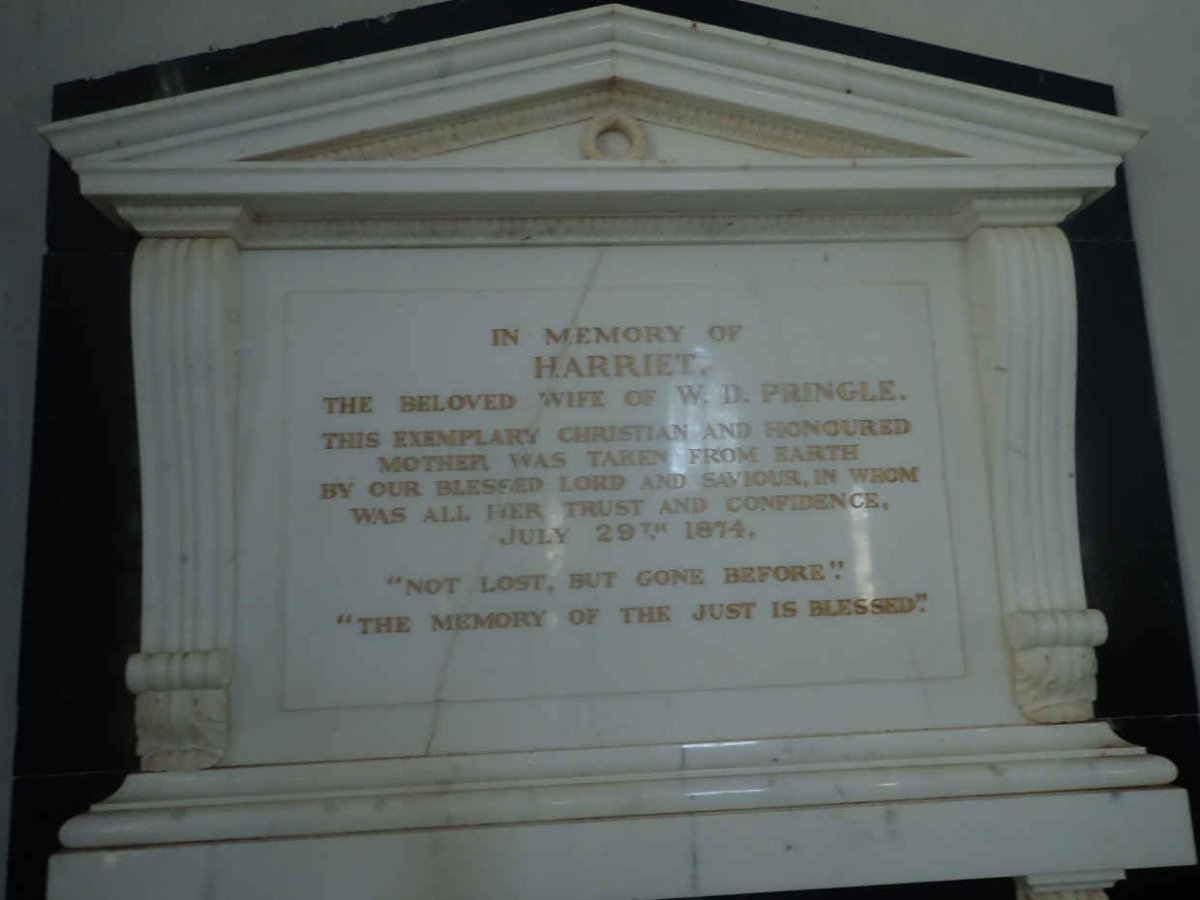 IN MEMORY OF
HARRIET,
THE BELOVED WIFE OF W. D. PRINGLE.
THIS EXEMPLARY CHRISTIAN AND HONOURED
MOTHER WAS TAKEN FROM EARTH
BY OUR BLESSED LORD AND SAVIOUR, IN WHOM
WAS ALL HER TRUST AND CONFIDENCE,
JULY 29TH 1874.
"NOT LOST, BUT GONE BEFORE".
"THE MEMORY OF THE JUST IS BLESSED".